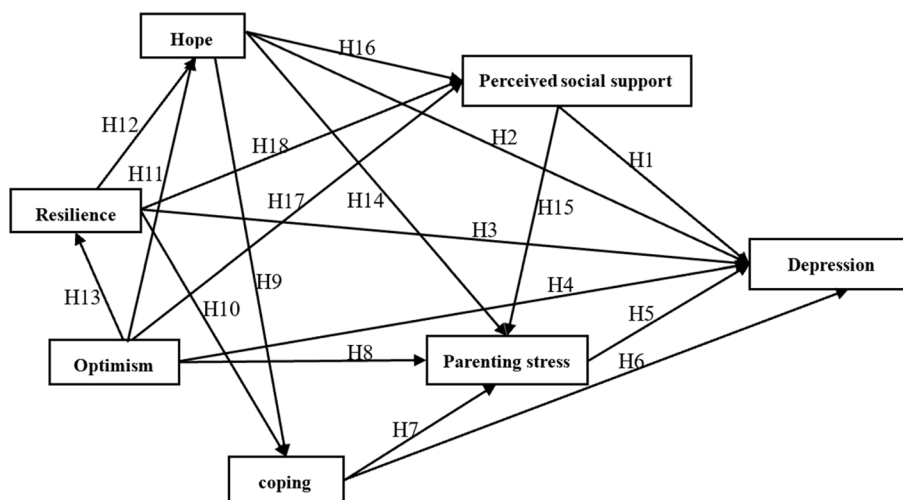 Hope
H16
Perceived social support
H12
H18
H2
H1
H11
H17
H14
H15
Resilience
H3
Depression
H13
H10
H9
H4
H5
Optimism
H8
Parenting stress
H6
H7
coping